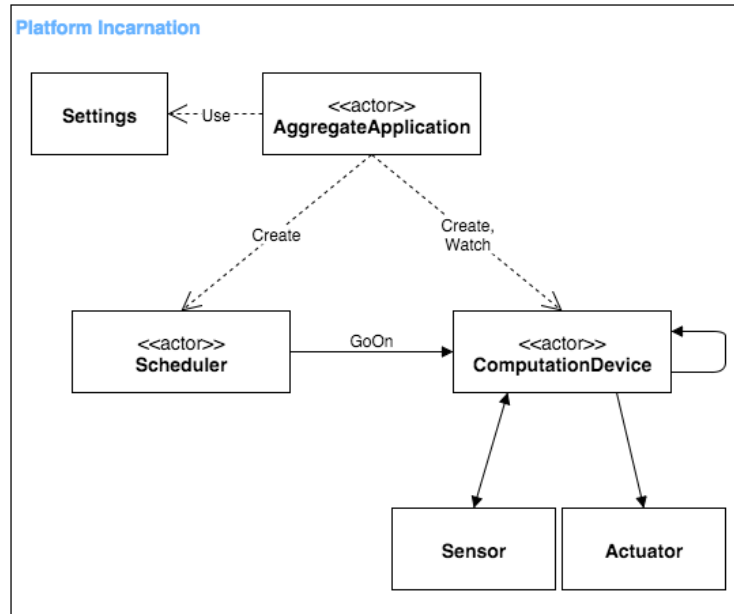 Platform Incarnation
Settings
Use
<<actor>>
AggregateApplication
Create
Create,
Watch
<<actor>>
Scheduler
GoOn
<<actor>>
ComputationDevice
Sensor
Actuator